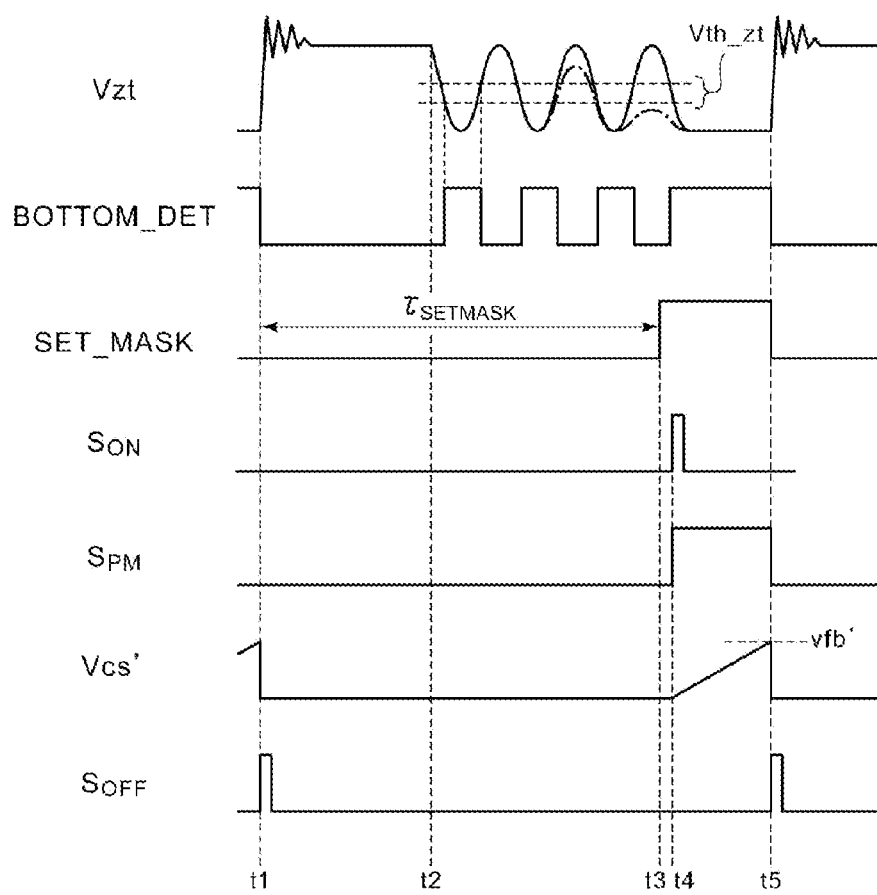 Vth_zt
Vzt
BOTTOM_DET
τSETMASK
SET_MASK
SON
SPM
Vcs'
vfb'
SOFF
t1 t2 t3 t4 t5